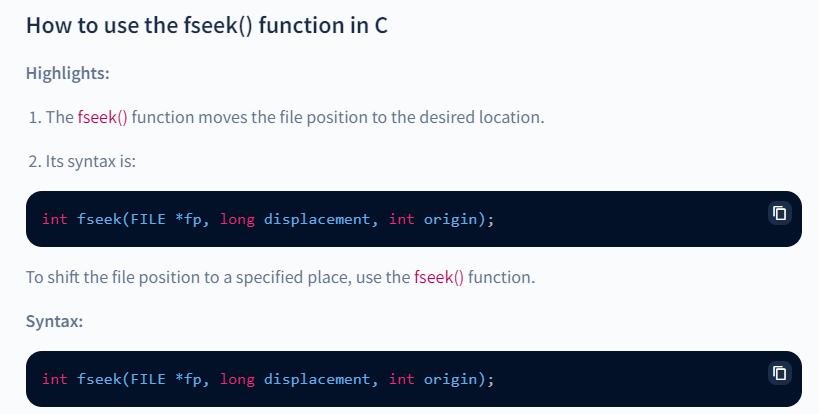 How to use the fseek() function in C
Highlights:
1. The fseek() function moves the file position to the desired location.
2. Its syntax is:
int fseek(FILE *fp, long displacement, int origin);
To shift the file position to a specified place, use the fseek() function.
Syntax:
int fseek(FILE *fp, long displacement, int origin);